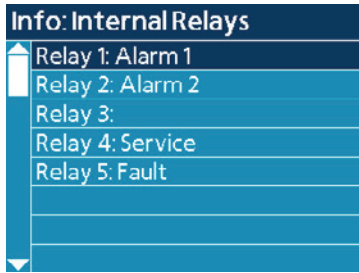 Info: Internal Relays
Relay 1: Alarm 1
Relay 2: Alarm 2
Relay 3:
Relay 4: Service
Relay 5: Fault